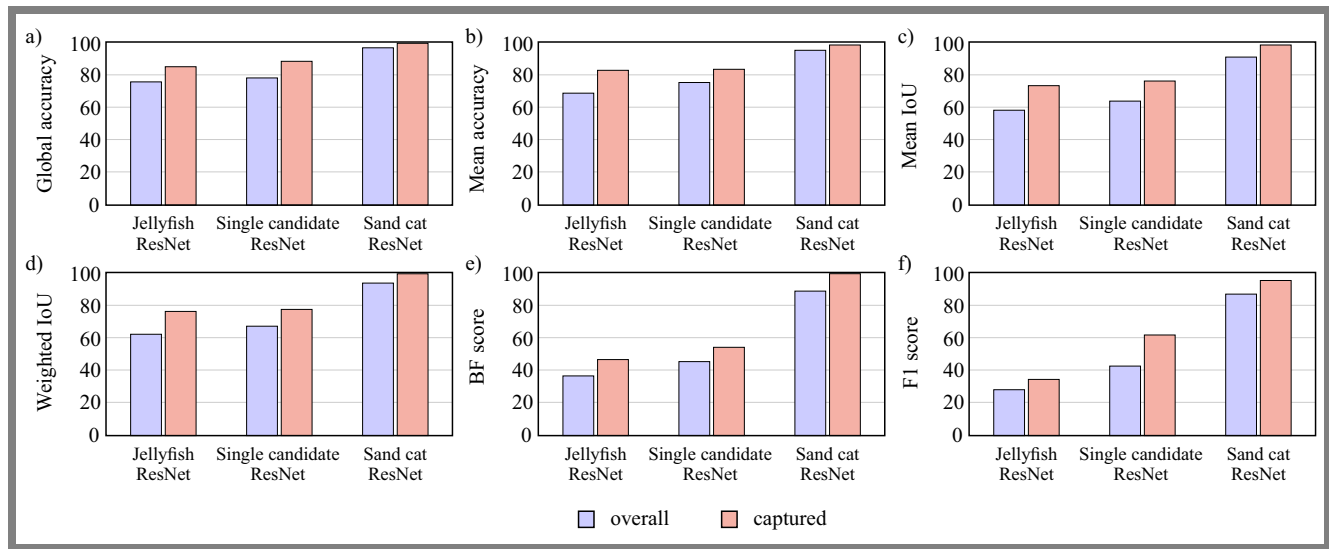 a)
Global accuracy
100
80
60
40
20
0
Jellyfish
ResNet
Single candidate
ResNet
Sand cat
ResNet
b)
Mean accuracy
100
80
60
40
20
0
Jellyfish
ResNet
Single candidate
ResNet
Sand cat
ResNet
c)
Mean IoU
100
80
60
40
20
0
Jellyfish
ResNet
Single candidate
ResNet
Sand cat
ResNet
d)
Weighted IoU
100
80
60
40
20
0
Jellyfish
ResNet
Single candidate
ResNet
Sand cat
ResNet
e)
BF score
100
80
60
40
20
0
Jellyfish
ResNet
Single candidate
ResNet
Sand cat
ResNet
f)
F1 score
100
80
60
40
20
0
Jellyfish
ResNet
Single candidate
ResNet
Sand cat
ResNet
overall
captured